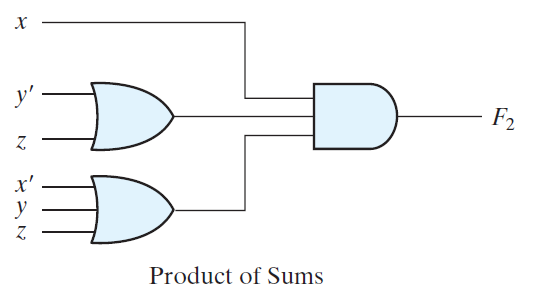 x
y'
z
x'
y
z
F₂
Product of Sums